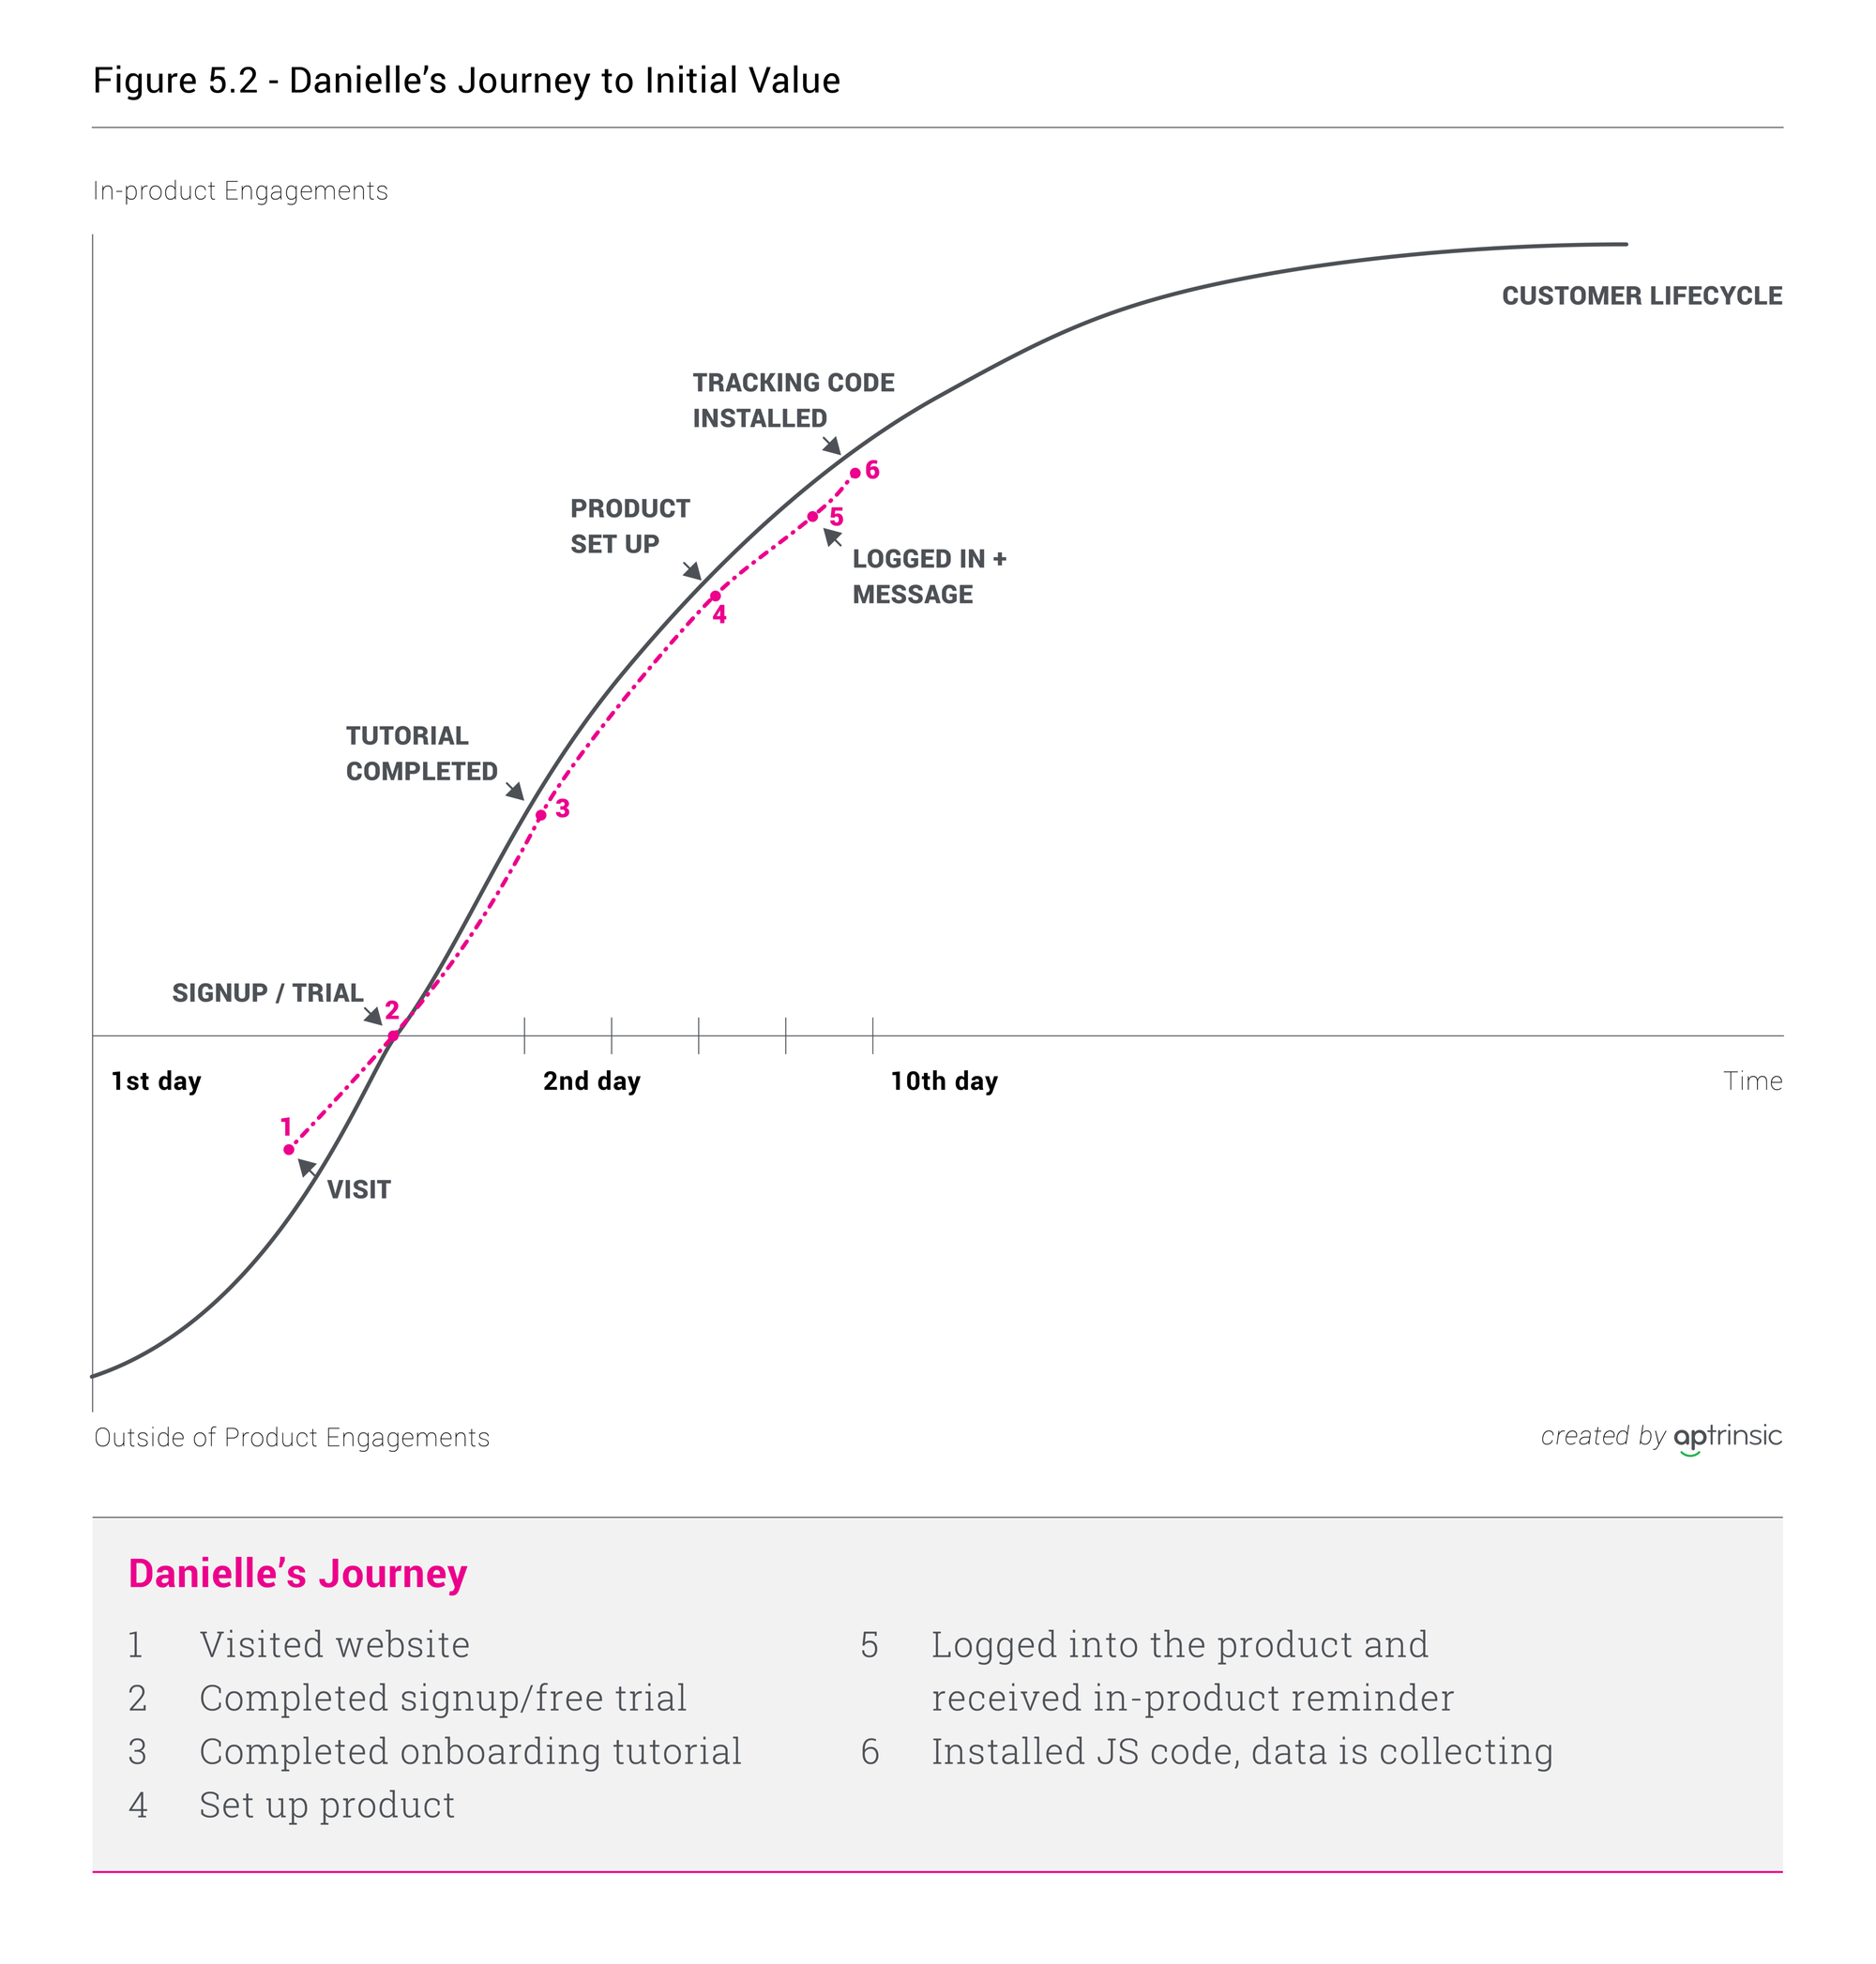 Figure 5.2 - Danielle’s Journey to Initial Value
In-product Engagements
CUSTOMER LIFECYCLE
TRACKING CODE
INSTALLED
6
PRODUCT
SET UP
5
LOGGED IN +
MESSAGE
4
TUTORIAL
COMPLETED
3
SIGNUP / TRIAL
2
1st day
2nd day
10th day
Time
1
VISIT
Outside of Product Engagements
created by aptrinsic
Danielle’s Journey
1 Visited website
2 Completed signup/free trial
3 Completed onboarding tutorial
4 Set up product
5 Logged into the product and
received in-product reminder
6 Installed JS code, data is collecting